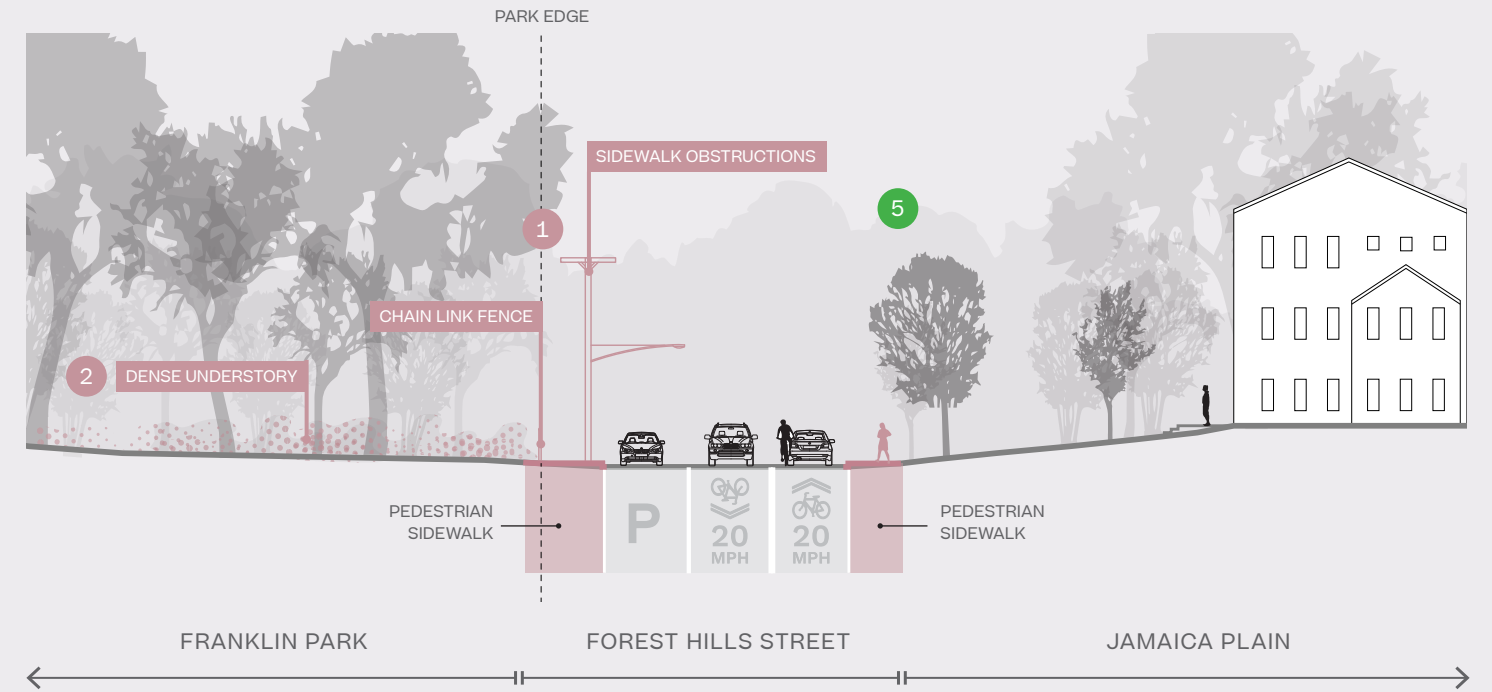 PARK EDGE
SIDEWALK OBSTRUCTIONS
5
1
CHAIN LINK FENCE
2
DENSE UNDERSTORY
PEDESTRIAN
SIDEWALK
P
20
MPH
20
MPH
PEDESTRIAN
SIDEWALK
FRANKLIN PARK
FOREST HILLS STREET
JAMAICA PLAIN